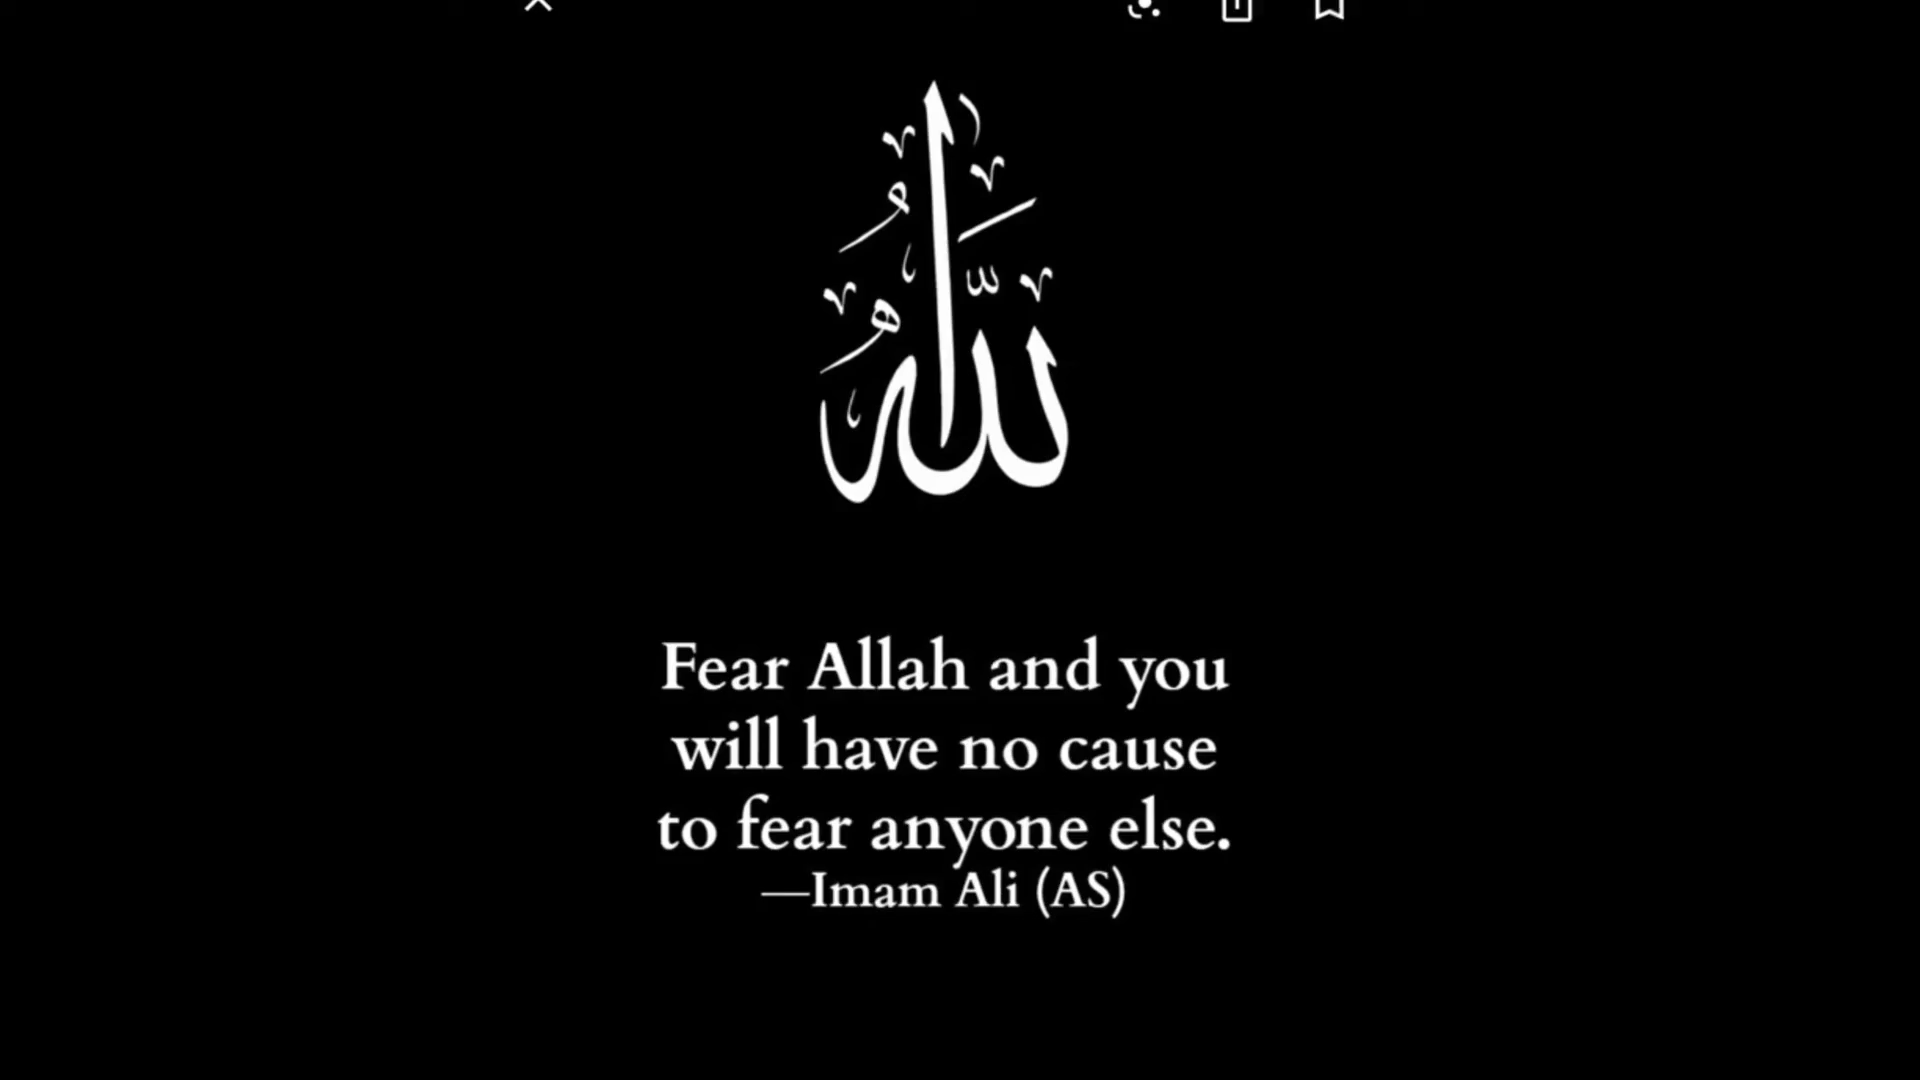 الله
Fear Allah and you
will have no cause
to fear anyone else.
—Imam Ali (AS)